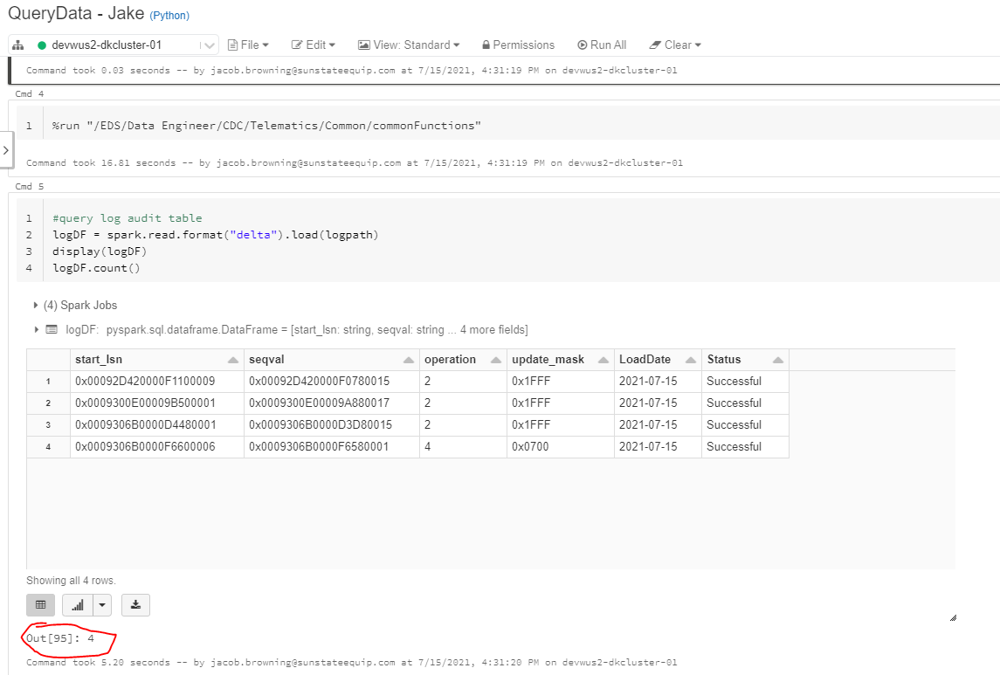 QueryData - Jake (Python)
devwus2-dkcluster-01 File Edit View: Standard Permissions Run All Clear
Command took 0.03 seconds -- by jacob.browning@sunstateequip.com at 7/15/2021, 4:31:19 PM on devwus2-dkcluster-01
Cmd 4
1 %run "/EDS/Data Engineer/CDC/Telematics/Common/commonFunctions"
Command took 16.81 seconds -- by jacob.browning@sunstateequip.com at 7/15/2021, 4:31:19 PM on devwus2-dkcluster-01
Cmd 5
1 #query log audit table
2 logDF = spark.read.format("delta").load(logpath)
3 display(logDF)
4 logDF.count()
(4) Spark Jobs
logDF: pyspark.sql.dataframe.DataFrame = [start_lsn: string, seqval: string ... 4 more fields]
start_lsn seqval operation update_mask LoadDate Status
1 0x00092D420000F1100009 0x00092D420000F0780015 2 0x1FFF 2021-07-15 Successful
2 0x0009300E00009B500001 0x0009300E00009A880017 2 0x1FFF 2021-07-15 Successful
3 0x0009306B0000D4480001 0x0009306B0000D3D80015 2 0x1FFF 2021-07-15 Successful
4 0x0009306B0000F6600006 0x0009306B0000F6580001 4 0x0700 2021-07-15 Successful
Showing all 4 rows.
Out[95]: 4
Command took 5.20 seconds -- by jacob.browning@sunstateequip.com at 7/15/2021, 4:31:20 PM on devwus2-dkcluster-01